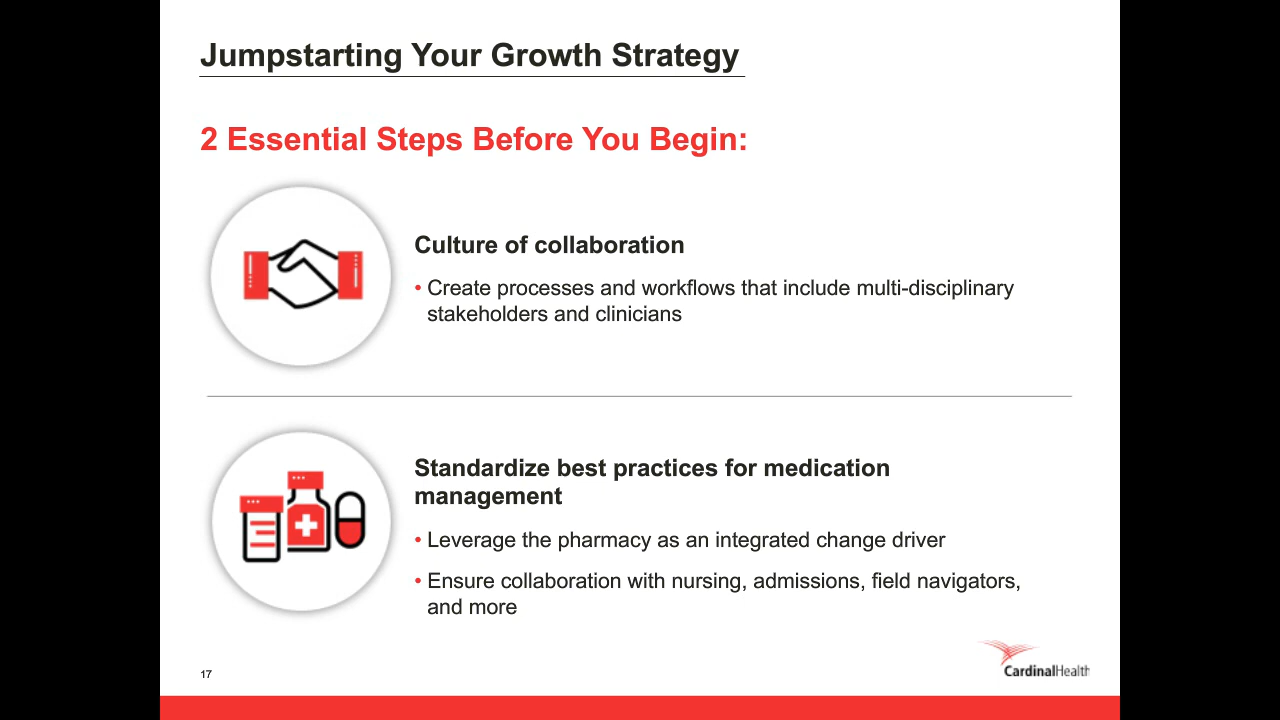 Jumpstarting Your Growth Strategy
2 Essential Steps Before You Begin:
Culture of collaboration
• Create processes and workflows that include multi-disciplinary
stakeholders and clinicians
Standardize best practices for medication
management
• Leverage the pharmacy as an integrated change driver
• Ensure collaboration with nursing, admissions, field navigators,
and more
17
CardinalHealth